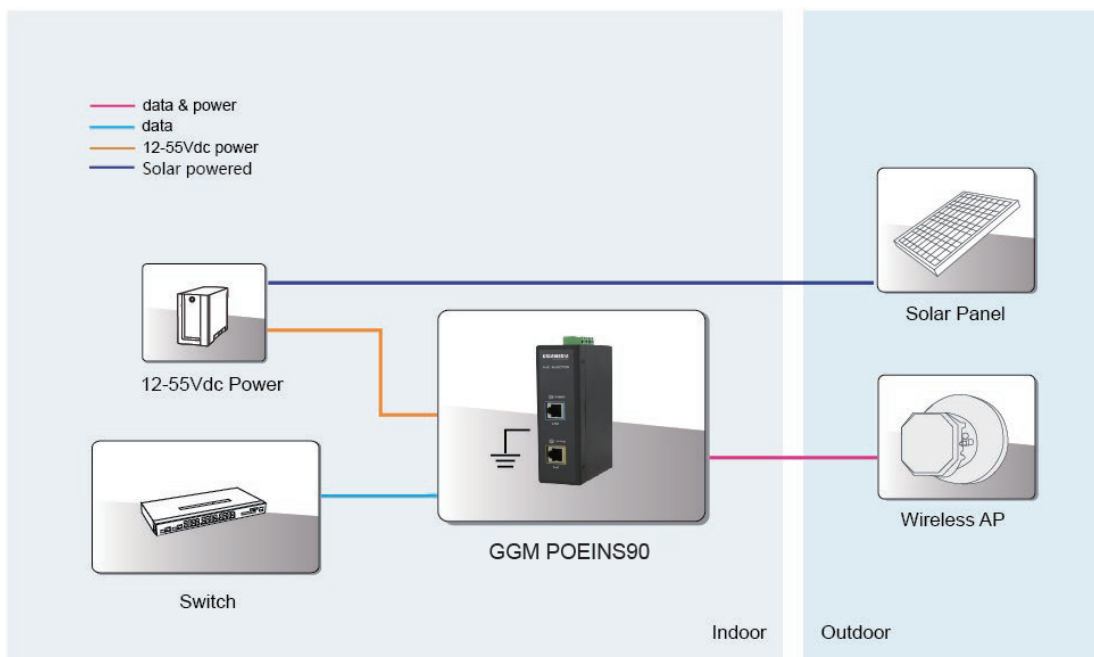 data & power
data
12-55Vdc power
Solar powered
Solar Panel
12-55Vdc Power
GGM POEINS90
Wireless AP
Switch
Indoor
Outdoor